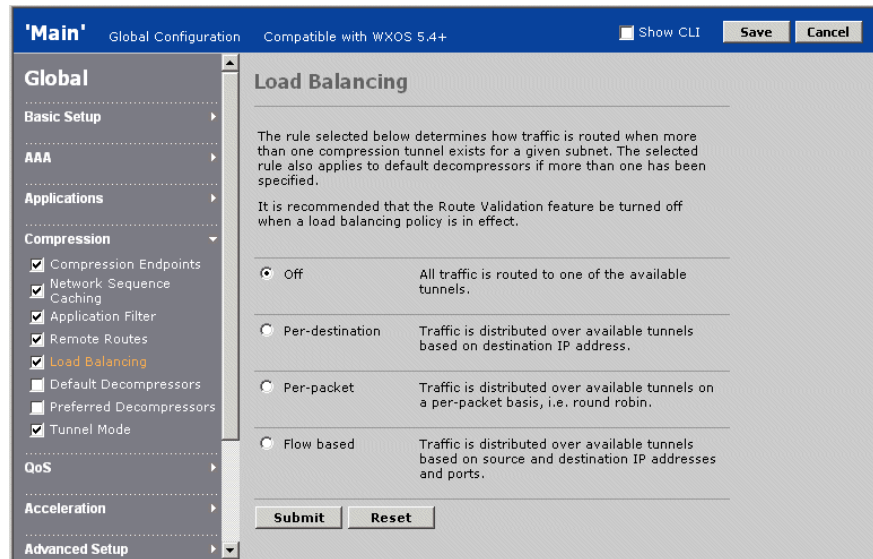 'Main' Global Configuration Compatible with WXOS 5.4+ Show CLI Save Cancel
Global
Basic Setup
AAA
Applications
Compression
Compression Endpoints
Network Sequence
Caching
Application Filter
Remote Routes
Load Balancing
Default Decompressors
Preferred Decompressors
Tunnel Mode
QoS
Acceleration
Advanced Setup
Load Balancing
The rule selected below determines how traffic is routed when more
than one compression tunnel exists for a given subnet. The selected
rule also applies to default decompressors if more than one has been
specified.
It is recommended that the Route Validation feature be turned off
when a load balancing policy is in effect.
Off All traffic is routed to one of the available
tunnels.
Per-destination Traffic is distributed over available tunnels
based on destination IP address.
Per-packet Traffic is distributed over available tunnels on
a per-packet basis, i.e. round robin.
Flow based Traffic is distributed over available tunnels
based on source and destination IP addresses
and ports.
Submit Reset